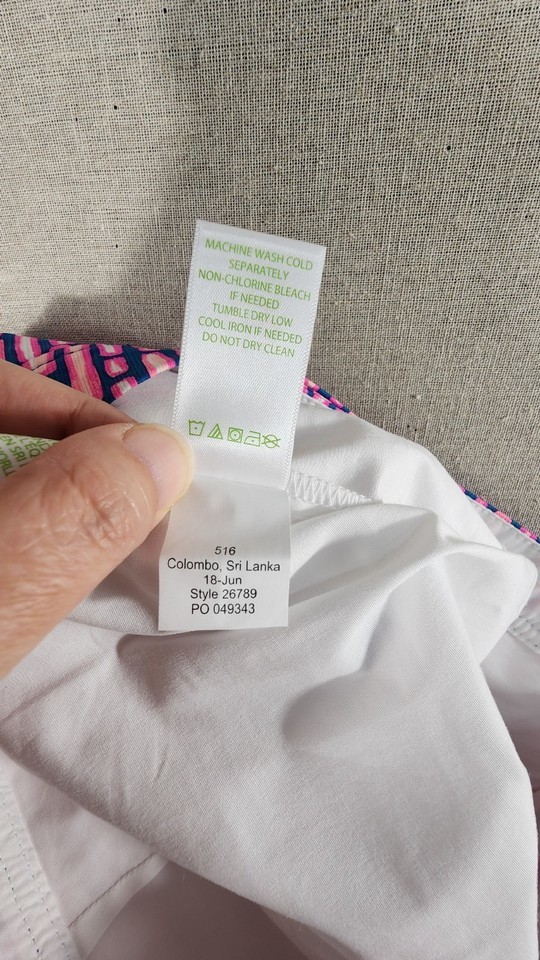 MACHINE WASH COLD
SEPARATELY
NON-CHLORINE BLEACH
IF NEEDED
TUMBLE DRY LOW
COOL IRON IF NEEDED
DO NOT DRY CLEAN
516
Colombo, Sri Lanka
18-Jun
Style 26789
PO 049343